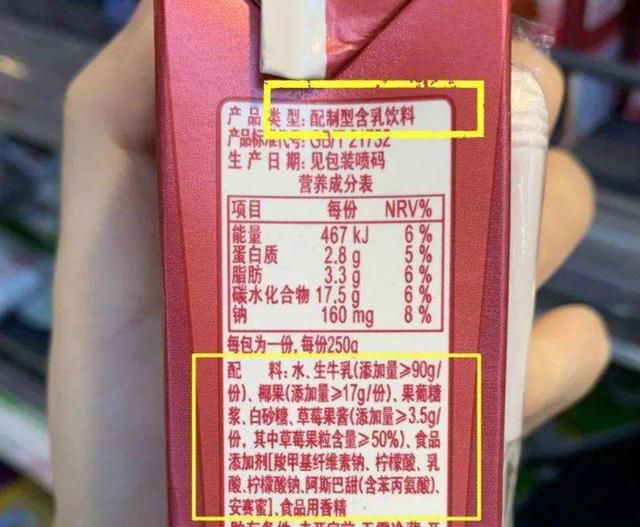 产品类型:配制型含乳饮料
产品标准代号:GB/T 21732
生产日期:见包装喷码
营养成分表
项目 每份 NRV%
能量 467 kJ 6%
蛋白质 2.8 g 5%
脂肪 3.3 g 6%
碳水化合物 17.5 g 6%
钠 160 mg 8%
每包为一份,每份250g
配 料:水、生牛乳(添加量≥90g/
份)、椰果(添加量≥17g/份)、果葡糖
浆、白砂糖、草莓果酱(添加量≥3.5g/
份,其中草莓果粒含量≥50%)、食品
添加剂[羧甲基纤维素钠、柠檬酸、乳
酸、柠檬酸钠、阿斯巴甜(含苯丙氨酸)、
安赛蜜]、食品用香精